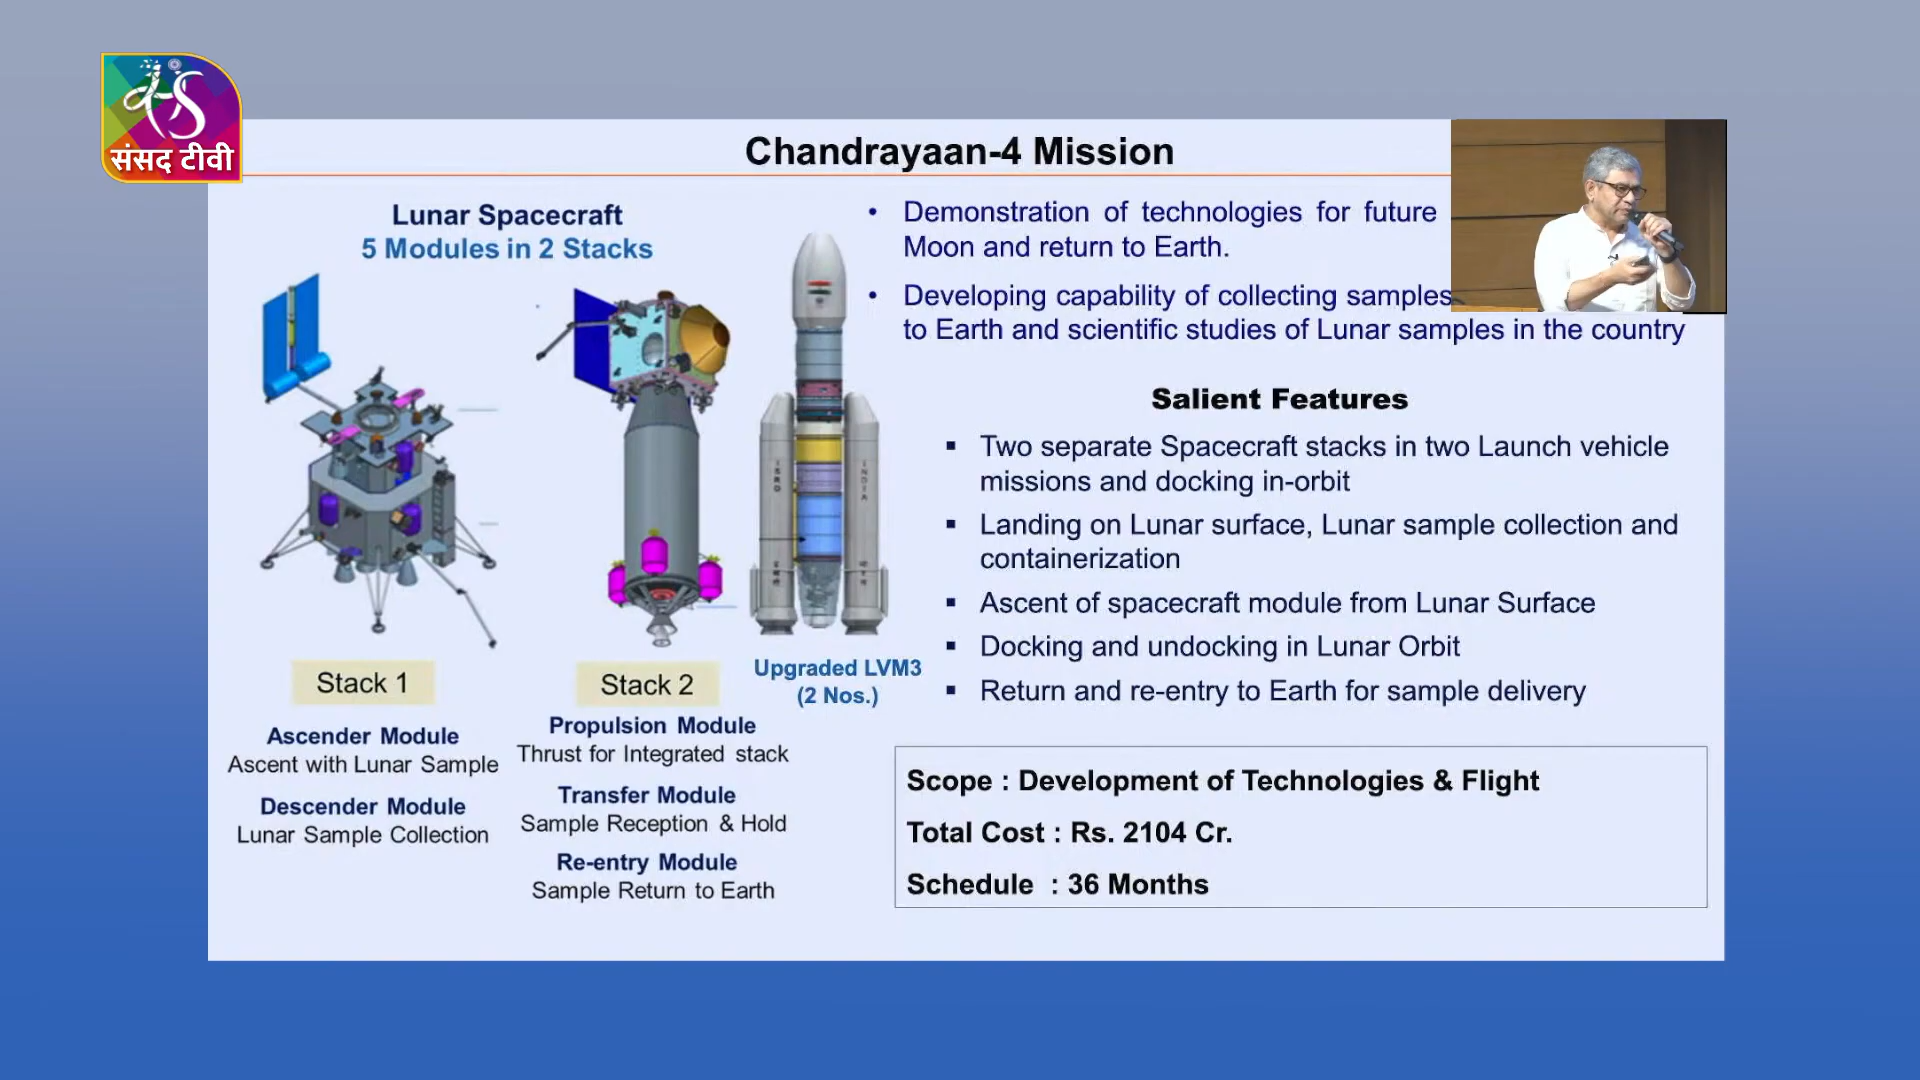 संसद टीवी
Chandrayaan-4 Mission
Lunar Spacecraft
5 Modules in 2 Stacks
Stack 1
Ascender Module
Ascent with Lunar Sample
Descender Module
Lunar Sample Collection
Stack 2
Propulsion Module
Thrust for Integrated stack
Transfer Module
Sample Reception & Hold
Re-entry Module
Sample Return to Earth
ISRO
INDIA
Upgraded LVM3
(2 Nos.)
• Demonstration of technologies for future
Moon and return to Earth.
• Developing capability of collecting samples
to Earth and scientific studies of Lunar samples in the country
Salient Features
▪ Two separate Spacecraft stacks in two Launch vehicle
missions and docking in-orbit
▪ Landing on Lunar surface, Lunar sample collection and
containerization
▪ Ascent of spacecraft module from Lunar Surface
▪ Docking and undocking in Lunar Orbit
▪ Return and re-entry to Earth for sample delivery
Scope : Development of Technologies & Flight
Total Cost : Rs. 2104 Cr.
Schedule : 36 Months